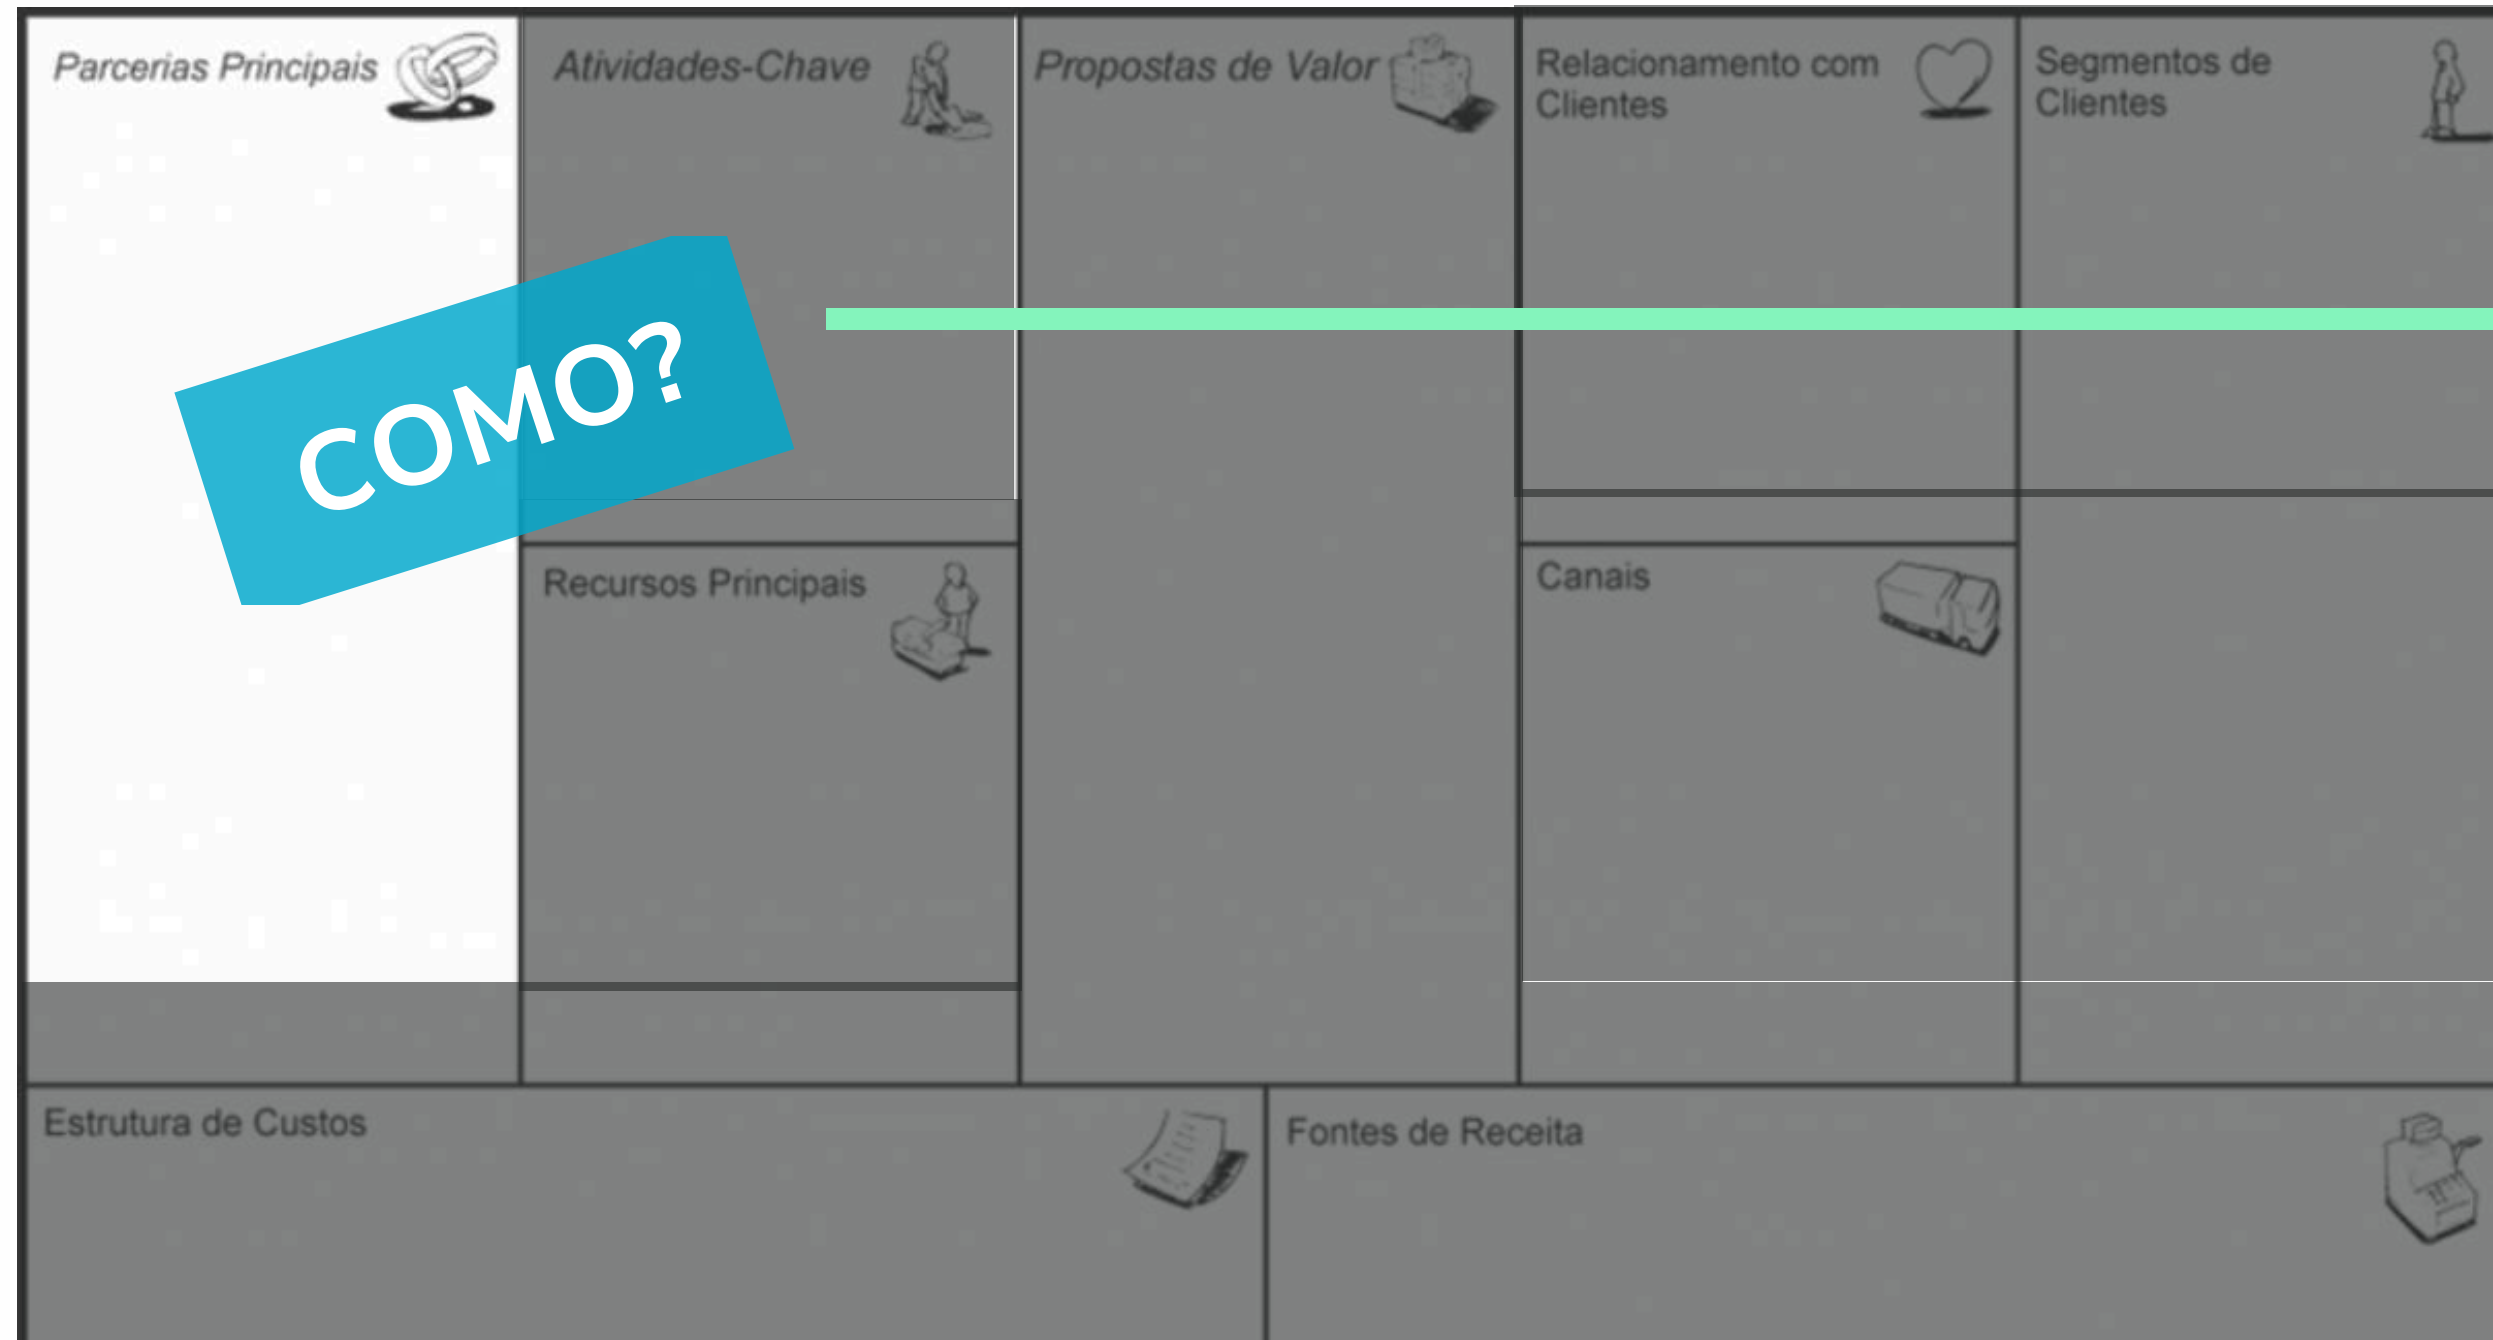 Parcerias Principais
Atividades-Chave
Propostas de Valor
Relacionamento com
Clientes
Segmentos de
Clientes
COMO?
Recursos Principais
Canais
Estrutura de Custos
Fontes de Receita